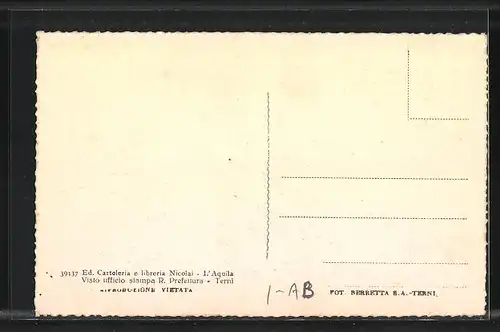 39137 Ed. Cartoleria e libreria Nicolai - L'Aquila
Visto ufficio stampa R. Prefettura - Terni
RIPRODUZIONE VIETATA
1-AB
FOT. BERRETTA S.A.-TERNI.